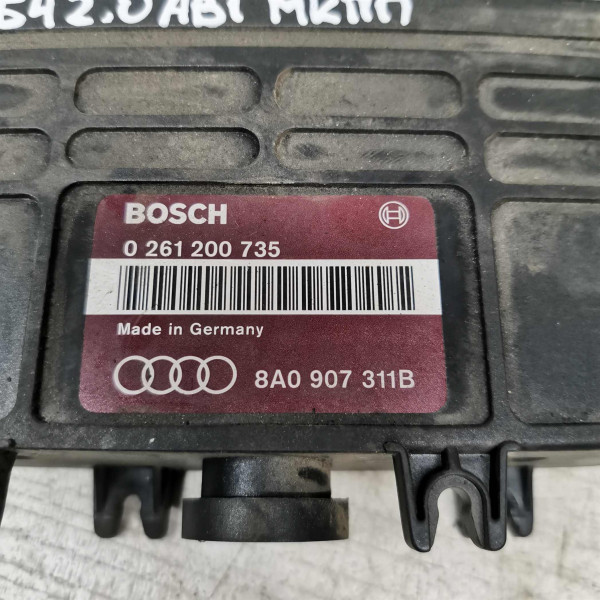 BOSCH
0 261 200 735
Made in Germany
8A0 907 311B